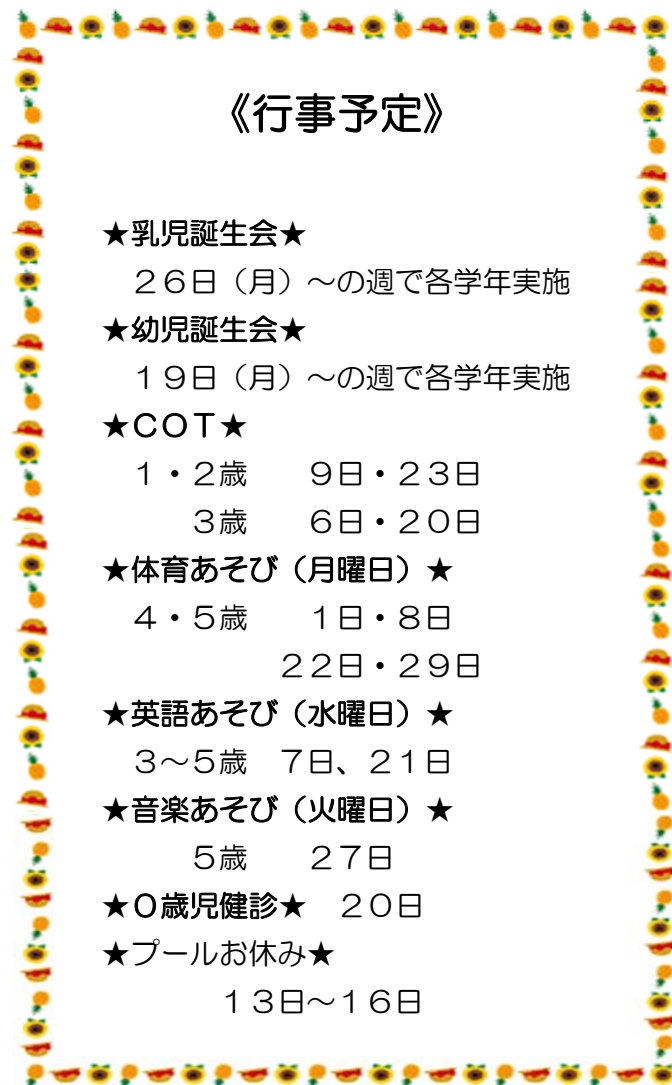 《行事予定》
★乳児誕生会★
２６日（月）～の週で各学年実施
★幼児誕生会★
１９日（月）～の週で各学年実施
★ＣＯＴ★
１・２歳　　９日・２３日
３歳　　６日・２０日
★体育あそび（月曜日）★
４・５歳　　１日・８日
２２日・２９日
★英語あそび（水曜日）★
３～５歳　７日、２１日
★音楽あそび（火曜日）★
５歳　　２７日
★０歳児健診★　２０日
★プールお休み★
１３日～１６日